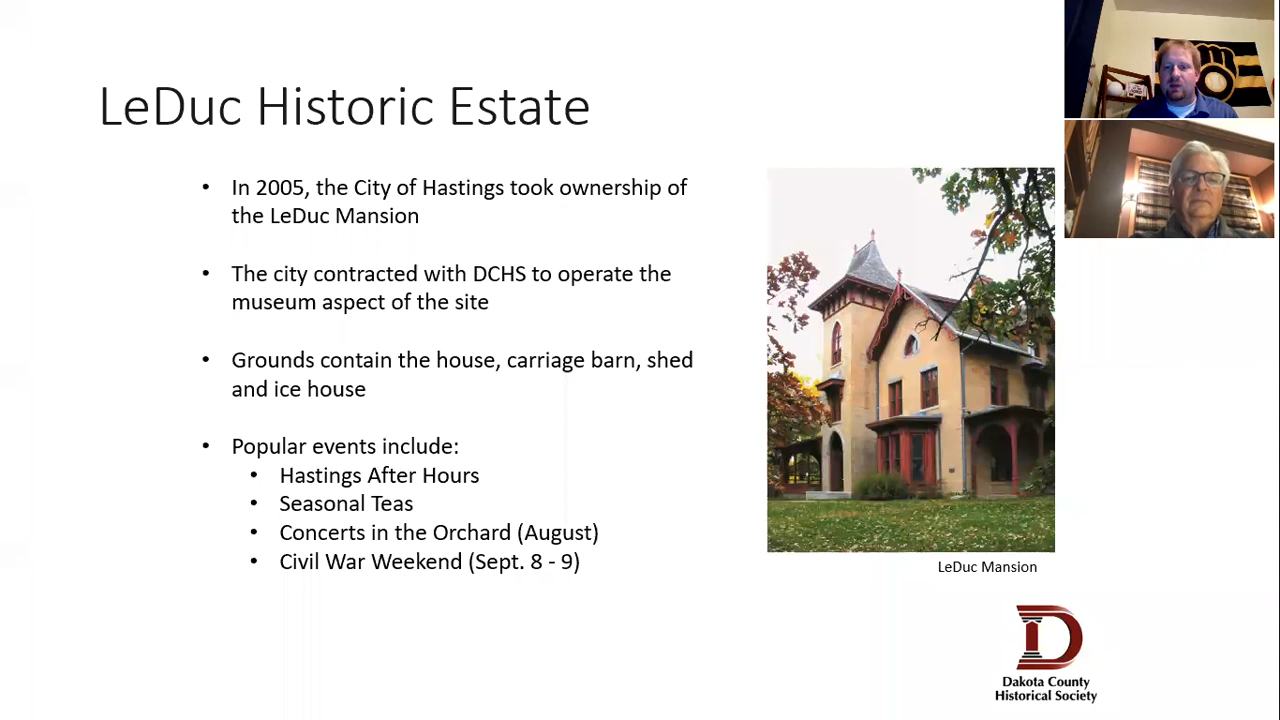 LeDuc Historic Estate
• In 2005, the City of Hastings took ownership of
the LeDuc Mansion
• The city contracted with DCHS to operate the
museum aspect of the site
• Grounds contain the house, carriage barn, shed
and ice house
• Popular events include:
• Hastings After Hours
• Seasonal Teas
• Concerts in the Orchard (August)
• Civil War Weekend (Sept. 8 - 9)
LeDuc Mansion
D
Dakota County
Historical Society